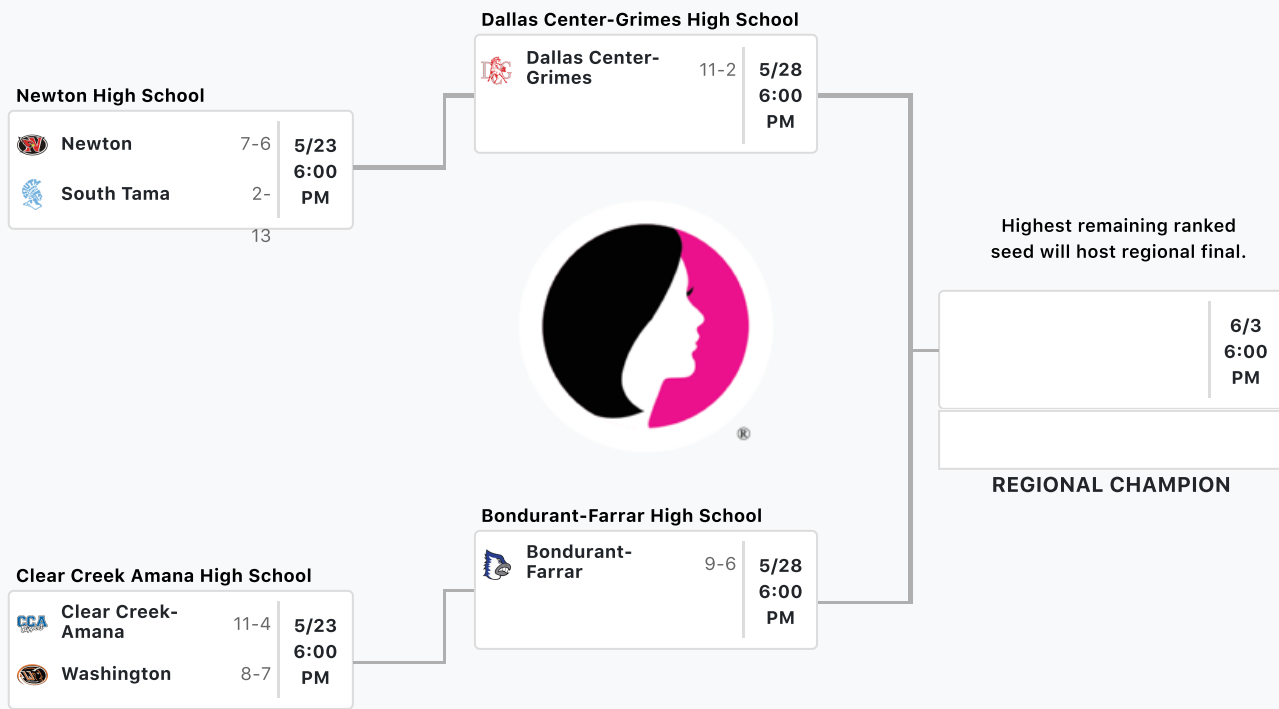 Dallas Center-Grimes High School
Dallas Center-
Grimes
11-2
5/28
6:00
PM
Newton High School
Newton
7-6
South Tama
2-
13
5/23
6:00
PM
Highest remaining ranked
seed will host regional final.
6/3
6:00
PM
REGIONAL CHAMPION
®
Bondurant-Farrar High School
Bondurant-
Farrar
9-6
5/28
6:00
PM
Clear Creek Amana High School
CCA
Clear Creek-
Amana
11-4
Washington
8-7
5/23
6:00
PM